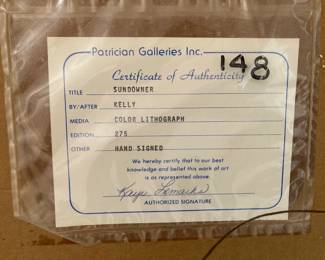 Patrician Galleries Inc.
148
Certificate of Authenticity
TITLE SUNDOWNER
BY/AFTER KELLY
MEDIA COLOR LITHOGRAPH
EDITION 275
OTHER HAND SIGNED
We hereby certify that to our best
knowledge and belief this work of art
is as represented above.
AUTHORIZED SIGNATURE